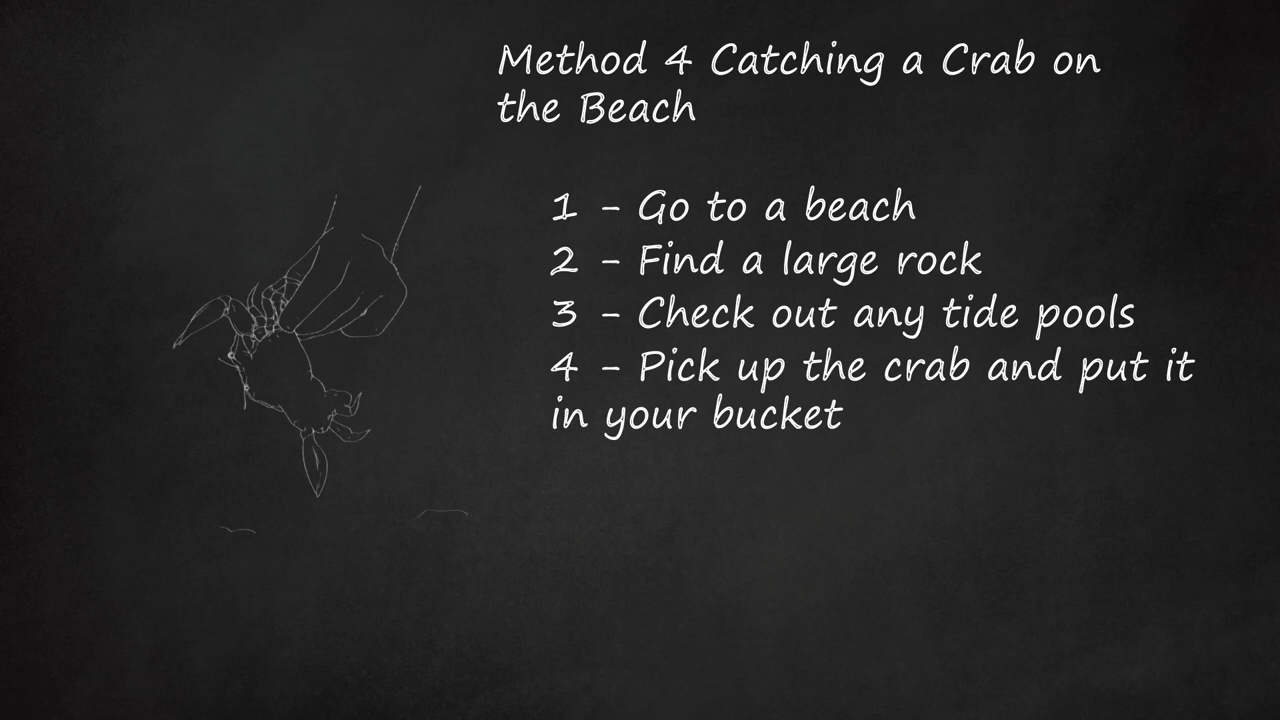 Method 4 Catching a Crab on
the Beach
1 - Go to a beach
2 - Find a large rock
3 - Check out any tide pools
4 - Pick up the crab and put it
in your bucket